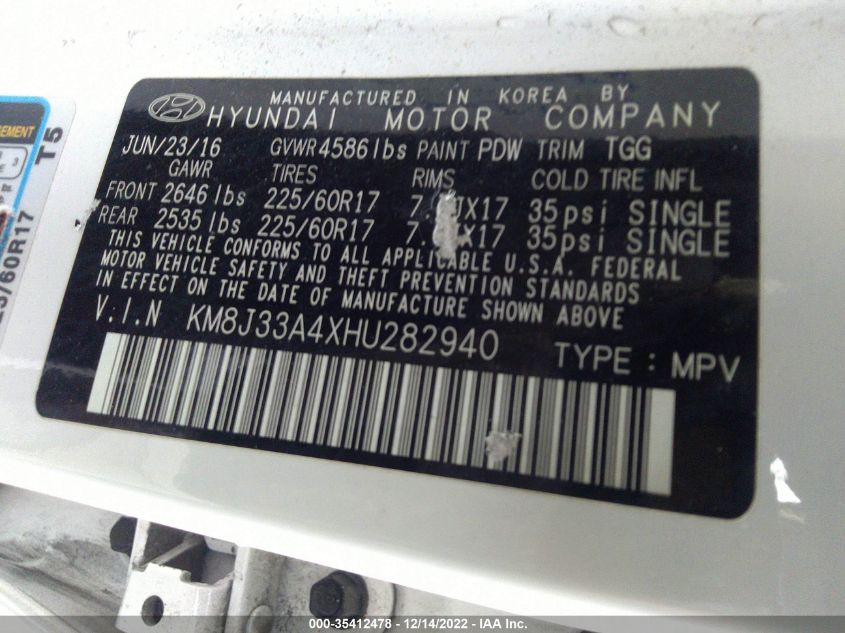 MANUFACTURED IN KOREA BY
HYUNDAI MOTOR COMPANY
JUN/23/16 GVWR 4586 lbs PAINT PDW TRIM TGG
GAWR TIRES RIMS COLD TIRE INFL
FRONT 2646 lbs 225/60R17 X17 35psi SINGLE
REAR 2535 lbs 225/60R17 X17 35psi SINGLE
THIS VEHICLE CONFORMS TO ALL APPLICABLE U.S.A. FEDERAL
MOTOR VEHICLE SAFETY AND THEFT PREVENTION STANDARDS
IN EFFECT ON THE DATE OF MANUFACTURE SHOWN ABOVE
V.I.N KM8J33A4XHU282940 TYPE : MPV
T5
/60R17
000-35412478 - 12/14/2022 - IAA Inc.